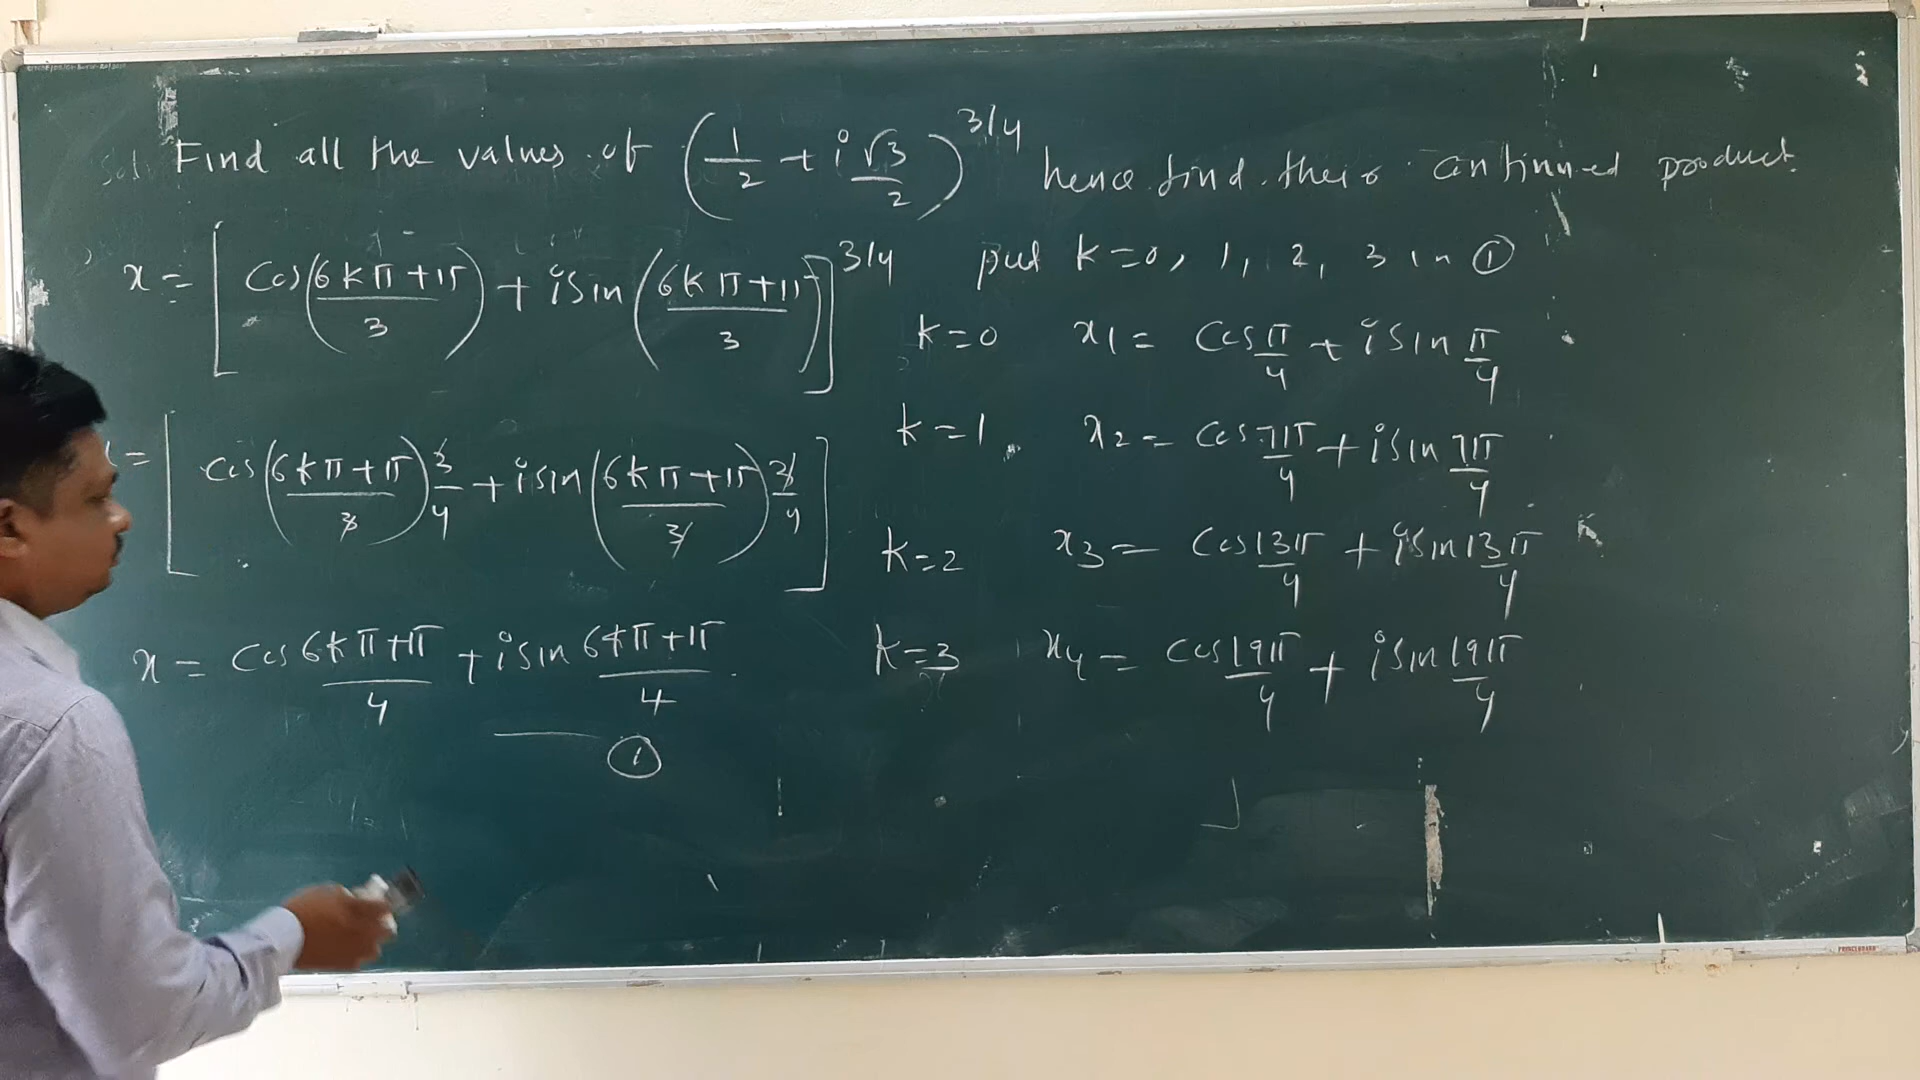 Find all the values of (1/2 + i √3/2)^3/4 hence find their continued product.
x = [cos(6kπ+π/3) + i sin(6kπ+π/3)]^3/4
= [cos(6kπ+π/3)3/4 + i sin(6kπ+π/3)3/4]
x = cos 6kπ+π/4 + i sin 6kπ+π/4
①
put k=0, 1, 2, 3 in ①
k=0 x1 = cos π/4 + i sin π/4
k=1 x2 = cos 7π/4 + i sin 7π/4
k=2 x3 = cos 13π/4 + i sin 13π/4
k=3 x4 = cos 19π/4 + i sin 19π/4